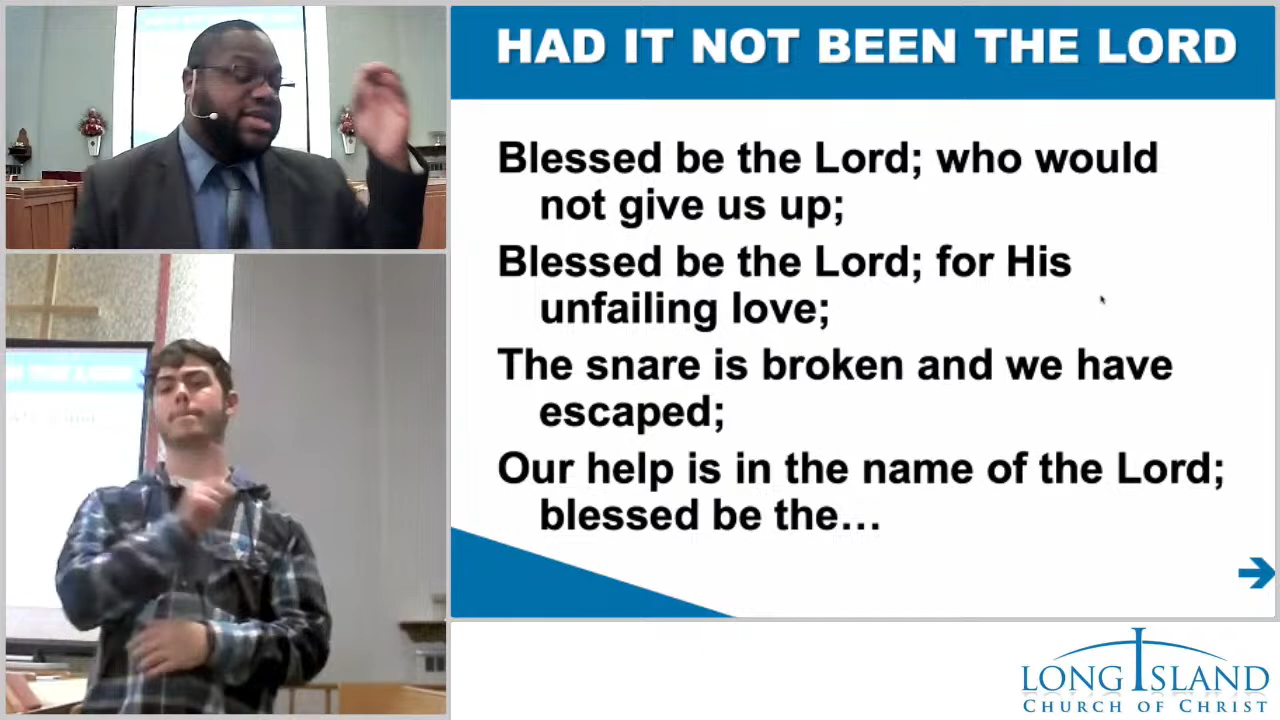 HAD IT NOT BEEN THE LORD
Blessed be the Lord; who would
not give us up;
Blessed be the Lord; for His
unfailing love;
The snare is broken and we have
escaped;
Our help is in the name of the Lord;
blessed be the…
LONG ISLAND
CHURCH OF CHRIST